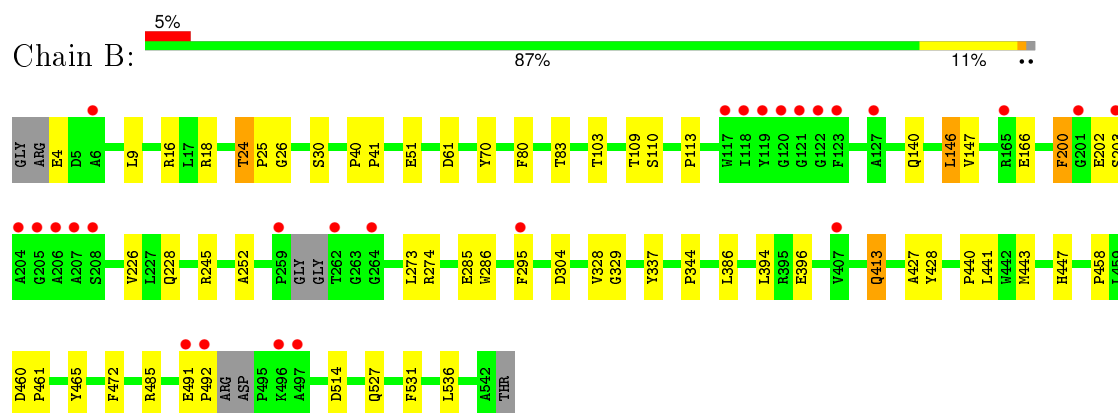 5%
Chain B:
87% 11% ••
GLY ARG E4 D5 A6 L9 R16 L17 R18 T24 P25 G26 S30 P40 P41 E51 D61 Y70 F80 T83 T103 T109 S110 P113 W117 I118 Y119 G120 G121 G122 F123 A127 Q140 L146 V147 R165 E166 F200 G201 E202 S203
A204 G205 A206 A207 S208 V226 L227 Q228 R245 A252 P259 GLY GLY T262 G263 G264 L273 R274 E285 W286 F295 D304 V328 G329 Y337 P344 L386 L394 R395 E396 V407 Q413 A427 Y428 P440 L441 W442 M443 H447 P458 L459
D460 P461 Y465 F472 R485 E491 P492 ARG ASP P495 K496 A497 D514 Q527 F531 L536 A542 THR